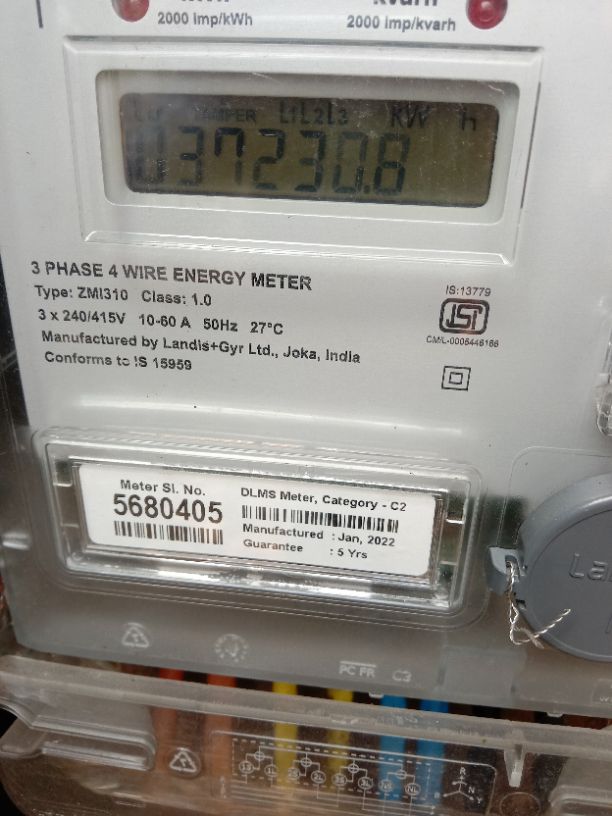 kvarh
2000 imp/kWh
2000 imp/kvarh
TAMPER L1L2L3 KW h
037230.8
3 PHASE 4 WIRE ENERGY METER
Type: ZMI310 Class: 1.0
3 x 240/415V 10-60 A 50Hz 27°C
Manufactured by Landis+Gyr Ltd., Joka, India
Conforms to IS 15959
IS:13779
ISI
Meter Sl. No.
5680405
DLMS Meter, Category - C2
Manufactured : Jan, 2022
Guarantee : 5 Yrs
La
PC FR C3